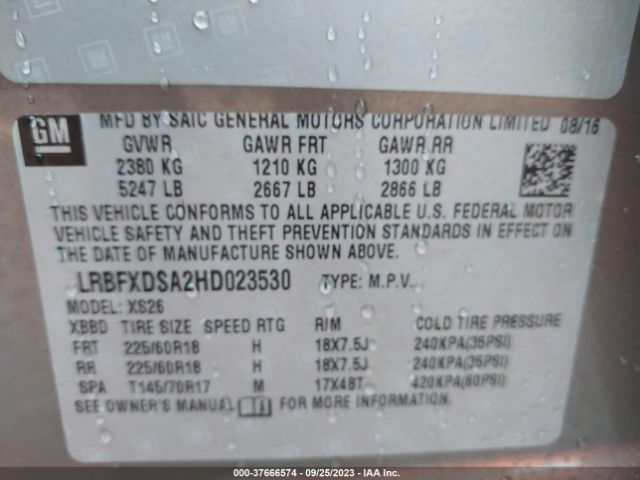 GM
MFD BY SAIC GENERAL MOTORS CORPORATION LIMITED 08/16
GVWR GAWR FRT GAWR RR
2380 KG 1210 KG 1300 KG
5247 LB 2667 LB 2866 LB
THIS VEHICLE CONFORMS TO ALL APPLICABLE U.S. FEDERAL MOTOR
VEHICLE SAFETY AND THEFT PREVENTION STANDARDS IN EFFECT ON
THE DATE OF MANUFACTURE SHOWN ABOVE.
LRBFXDSA2HD023530 TYPE: M.P.V.
MODEL: XS26
XBBD TIRE SIZE SPEED RTG RIM COLD TIRE PRESSURE
FRT 225/60R18 H 18X7.5J 240KPA(35PSI)
RR 225/60R18 H 18X7.5J 240KPA(35PSI)
SPA T145/70R17 M 17X4BT 420KPA(60PSI)
SEE OWNER'S MANUAL FOR MORE INFORMATION.
000-37666574 - 09/25/2023 - IAA Inc.